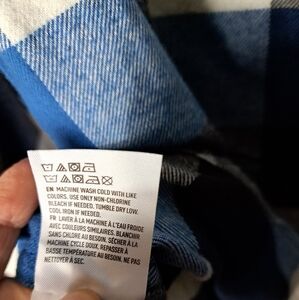 EN MACHINE WASH COLD WITH LIKE
COLORS. USE ONLY NON-CHLORINE
BLEACH IF NEEDED. TUMBLE DRY LOW.
COOL IRON IF NEEDED.
FR LAVER À LA MACHINE À L'EAU FROIDE
AVEC COULEURS SIMILAIRES. BLANCHIR
SANS CHLORE AU BESOIN. SÉCHER À LA
MACHINE CYCLE DOUX. REPASSER À
BASSE TEMPÉRATURE AU BESOIN. NE PAS
NETTOYER À SEC.